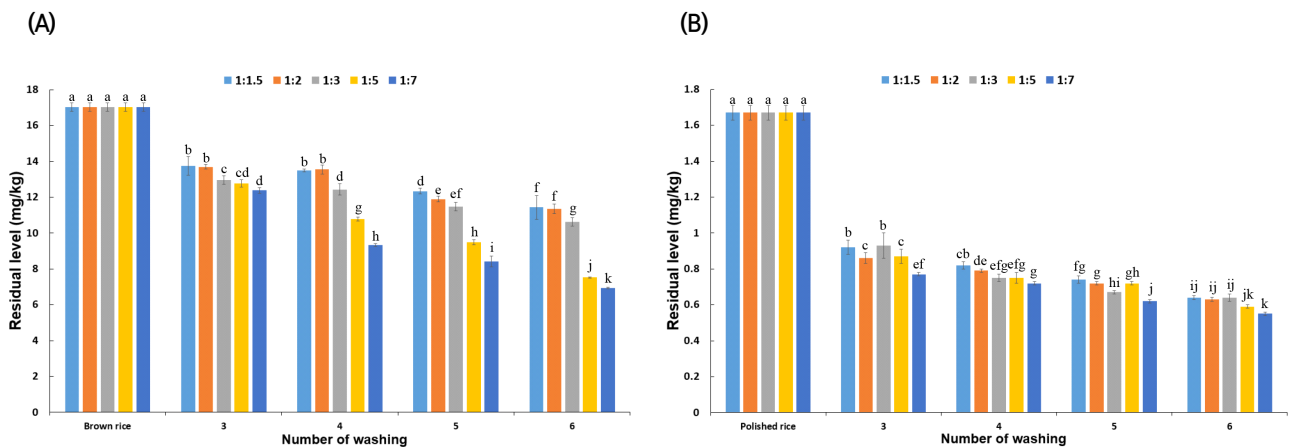 (A)
1:1.5 1:2 1:3 1:5 1:7
Residual level (mg/kg)
18
16
14
12
10
8
6
4
2
0
a a a a a
b b c cd d
b b d g h
d e ef h i
f f g j k
Brown rice 3 4 5 6
Number of washing
(B)
1:1.5 1:2 1:3 1:5 1:7
Residual level (mg/kg)
1.8
1.6
1.4
1.2
1
0.8
0.6
0.4
0.2
0
a a a a a
b c b c ef
cb de efg efg g
fg g hi gh j
ij ij ij jk k
Polished rice 3 4 5 6
Number of washing